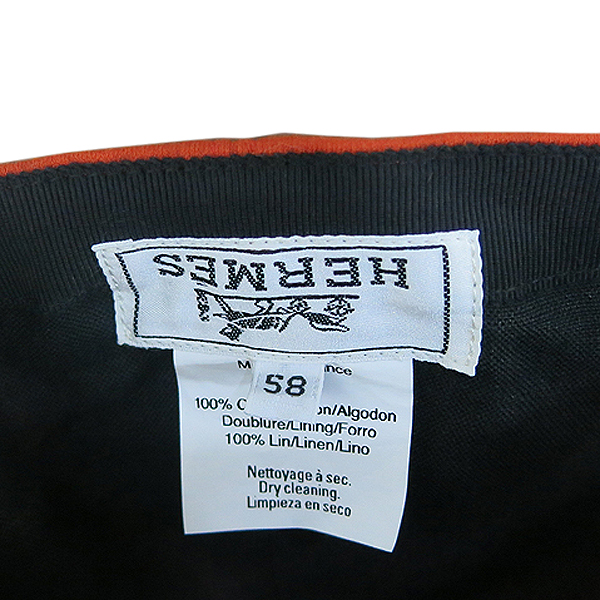 HERMES
58
100%
/Algodon
Doublure/Lining/Forro
100% Lin/Linen/Lino
Nettoyage à sec.
Dry cleaning.
Limpieza en seco